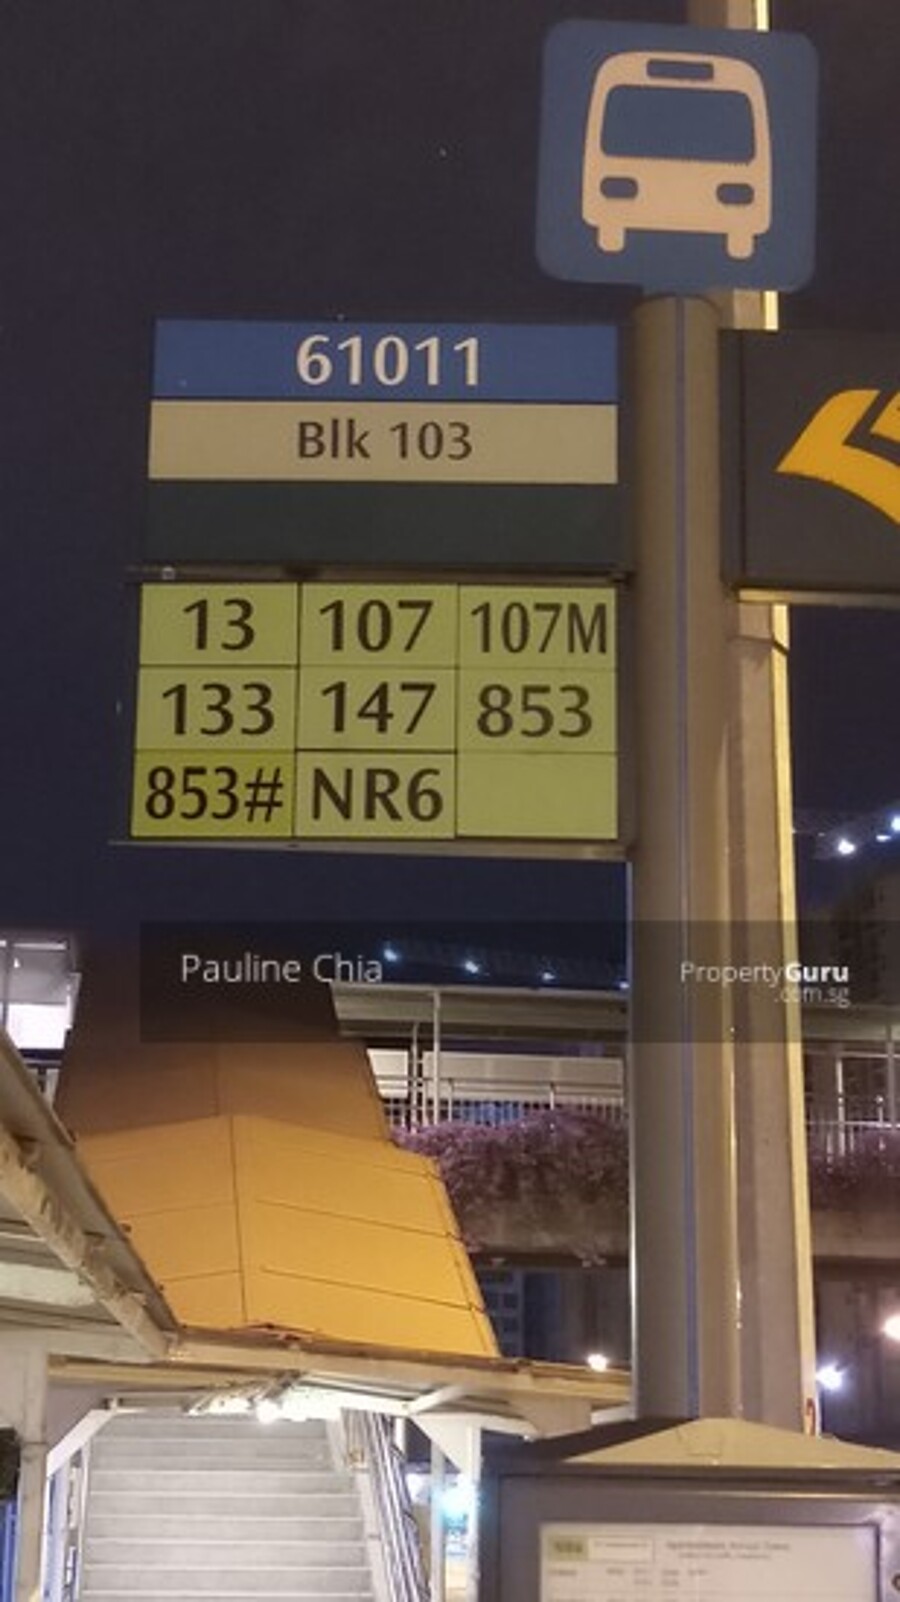 61011
Blk 103
13 107 107M
133 147 853
853# NR6
Pauline Chia
PropertyGuru
.com.sg